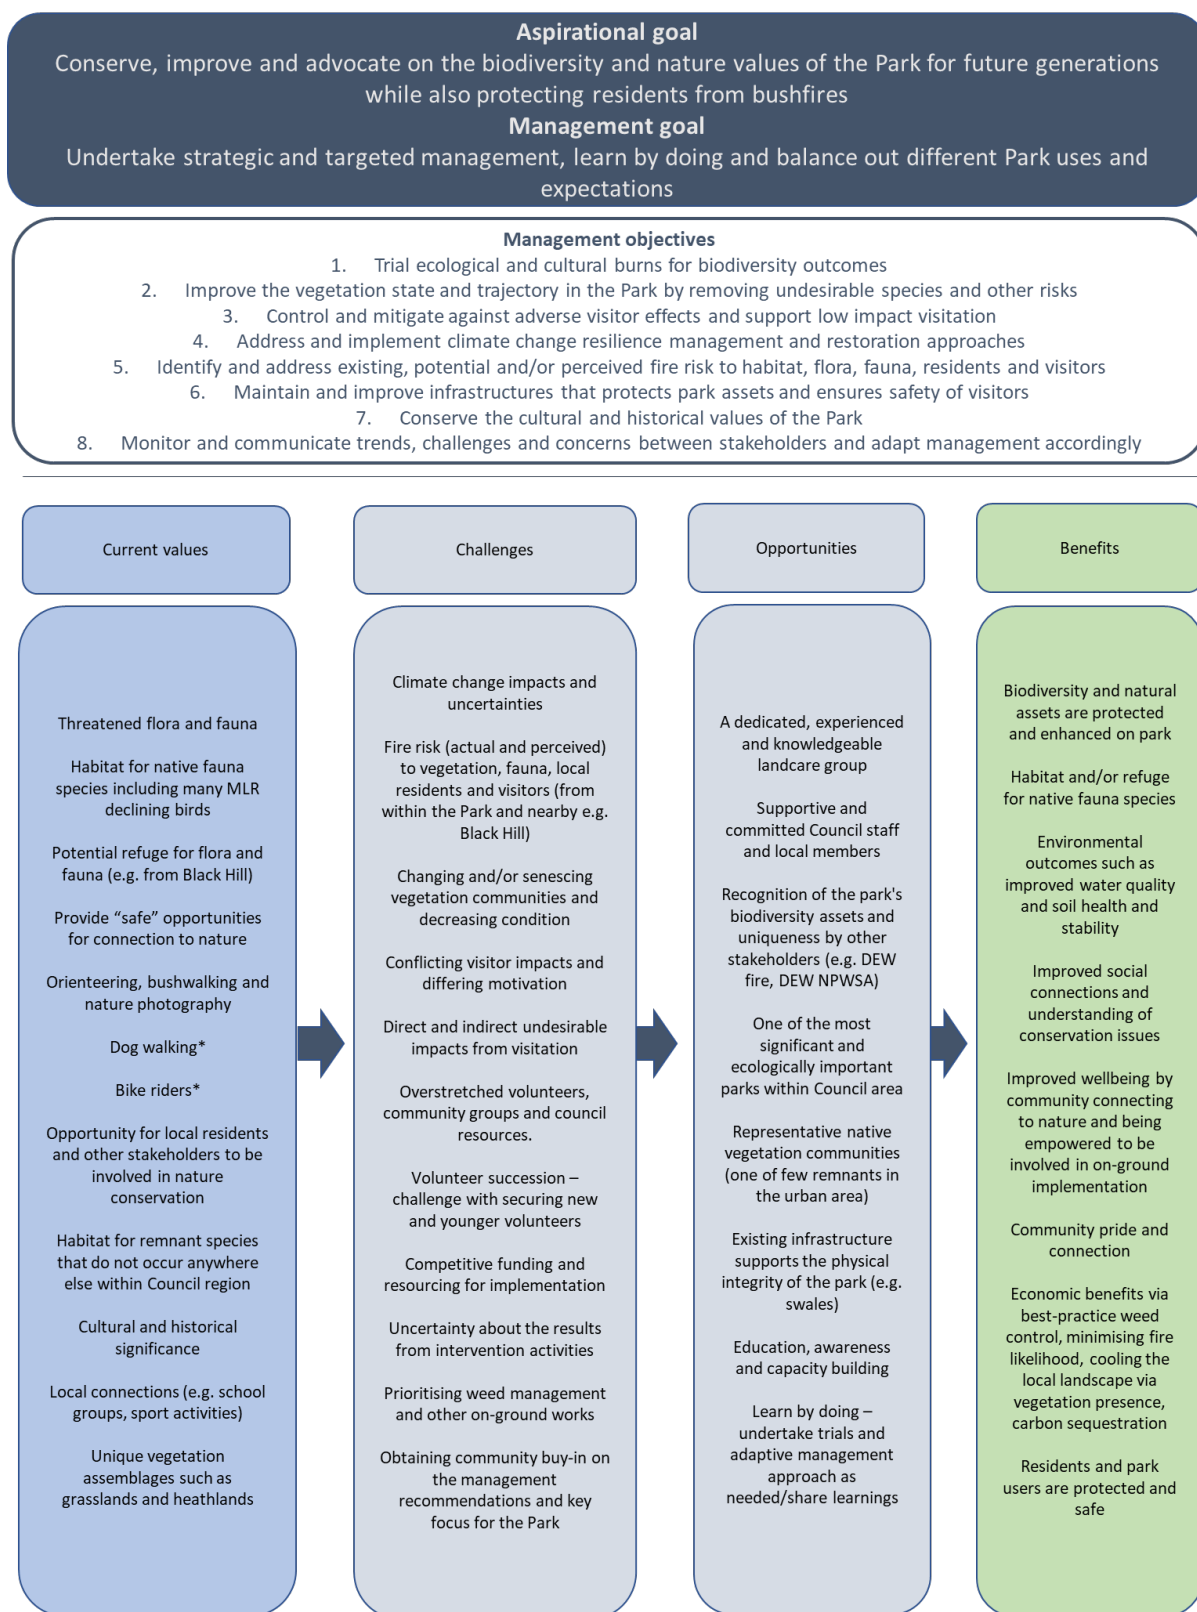 Aspirational goal
Conserve, improve and advocate on the biodiversity and nature values of the Park for future generations
while also protecting residents from bushfires
Management goal
Undertake strategic and targeted management, learn by doing and balance out different Park uses and
expectations
Management objectives
1. Trial ecological and cultural burns for biodiversity outcomes
2. Improve the vegetation state and trajectory in the Park by removing undesirable species and other risks
3. Control and mitigate against adverse visitor effects and support low impact visitation
4. Address and implement climate change resilience management and restoration approaches
5. Identify and address existing, potential and/or perceived fire risk to habitat, flora, fauna, residents and visitors
6. Maintain and improve infrastructures that protects park assets and ensures safety of visitors
7. Conserve the cultural and historical values of the Park
8. Monitor and communicate trends, challenges and concerns between stakeholders and adapt management accordingly
Current values
Threatened flora and fauna
Habitat for native fauna
species including many MLR
declining birds
Potential refuge for flora and
fauna (e.g. from Black Hill)
Provide “safe” opportunities
for connection to nature
Orienteering, bushwalking and
nature photography
Dog walking*
Bike riders*
Opportunity for local residents
and other stakeholders to be
involved in nature
conservation
Habitat for remnant species
that do not occur anywhere
else within Council region
Cultural and historical
significance
Local connections (e.g. school
groups, sport activities)
Unique vegetation
assemblages such as
grasslands and heathlands
Challenges
Climate change impacts and
uncertainties
Fire risk (actual and perceived)
to vegetation, fauna, local
residents and visitors (from
within the Park and nearby e.g.
Black Hill)
Changing and/or senescing
vegetation communities and
decreasing condition
Conflicting visitor impacts and
differing motivation
Direct and indirect undesirable
impacts from visitation
Overstretched volunteers,
community groups and council
resources.
Volunteer succession –
challenge with securing new
and younger volunteers
Competitive funding and
resourcing for implementation
Uncertainty about the results
from intervention activities
Prioritising weed management
and other on-ground works
Obtaining community buy-in on
the management
recommendations and key
focus for the Park
Opportunities
A dedicated, experienced
and knowledgeable
landcare group
Supportive and
committed Council staff
and local members
Recognition of the park's
biodiversity assets and
uniqueness by other
stakeholders (e.g. DEW
fire, DEW NPWSA)
One of the most
significant and
ecologically important
parks within Council area
Representative native
vegetation communities
(one of few remnants in
the urban area)
Existing infrastructure
supports the physical
integrity of the park (e.g.
swales)
Education, awareness
and capacity building
Learn by doing –
undertake trials and
adaptive management
approach as
needed/share learnings
Benefits
Biodiversity and natural
assets are protected
and enhanced on park
Habitat and/or refuge
for native fauna species
Environmental
outcomes such as
improved water quality
and soil health and
stability
Improved social
connections and
understanding of
conservation issues
Improved wellbeing by
community connecting
to nature and being
empowered to be
involved in on-ground
implementation
Community pride and
connection
Economic benefits via
best-practice weed
control, minimising fire
likelihood, cooling the
local landscape via
vegetation presence,
carbon sequestration
Residents and park
users are protected and
safe